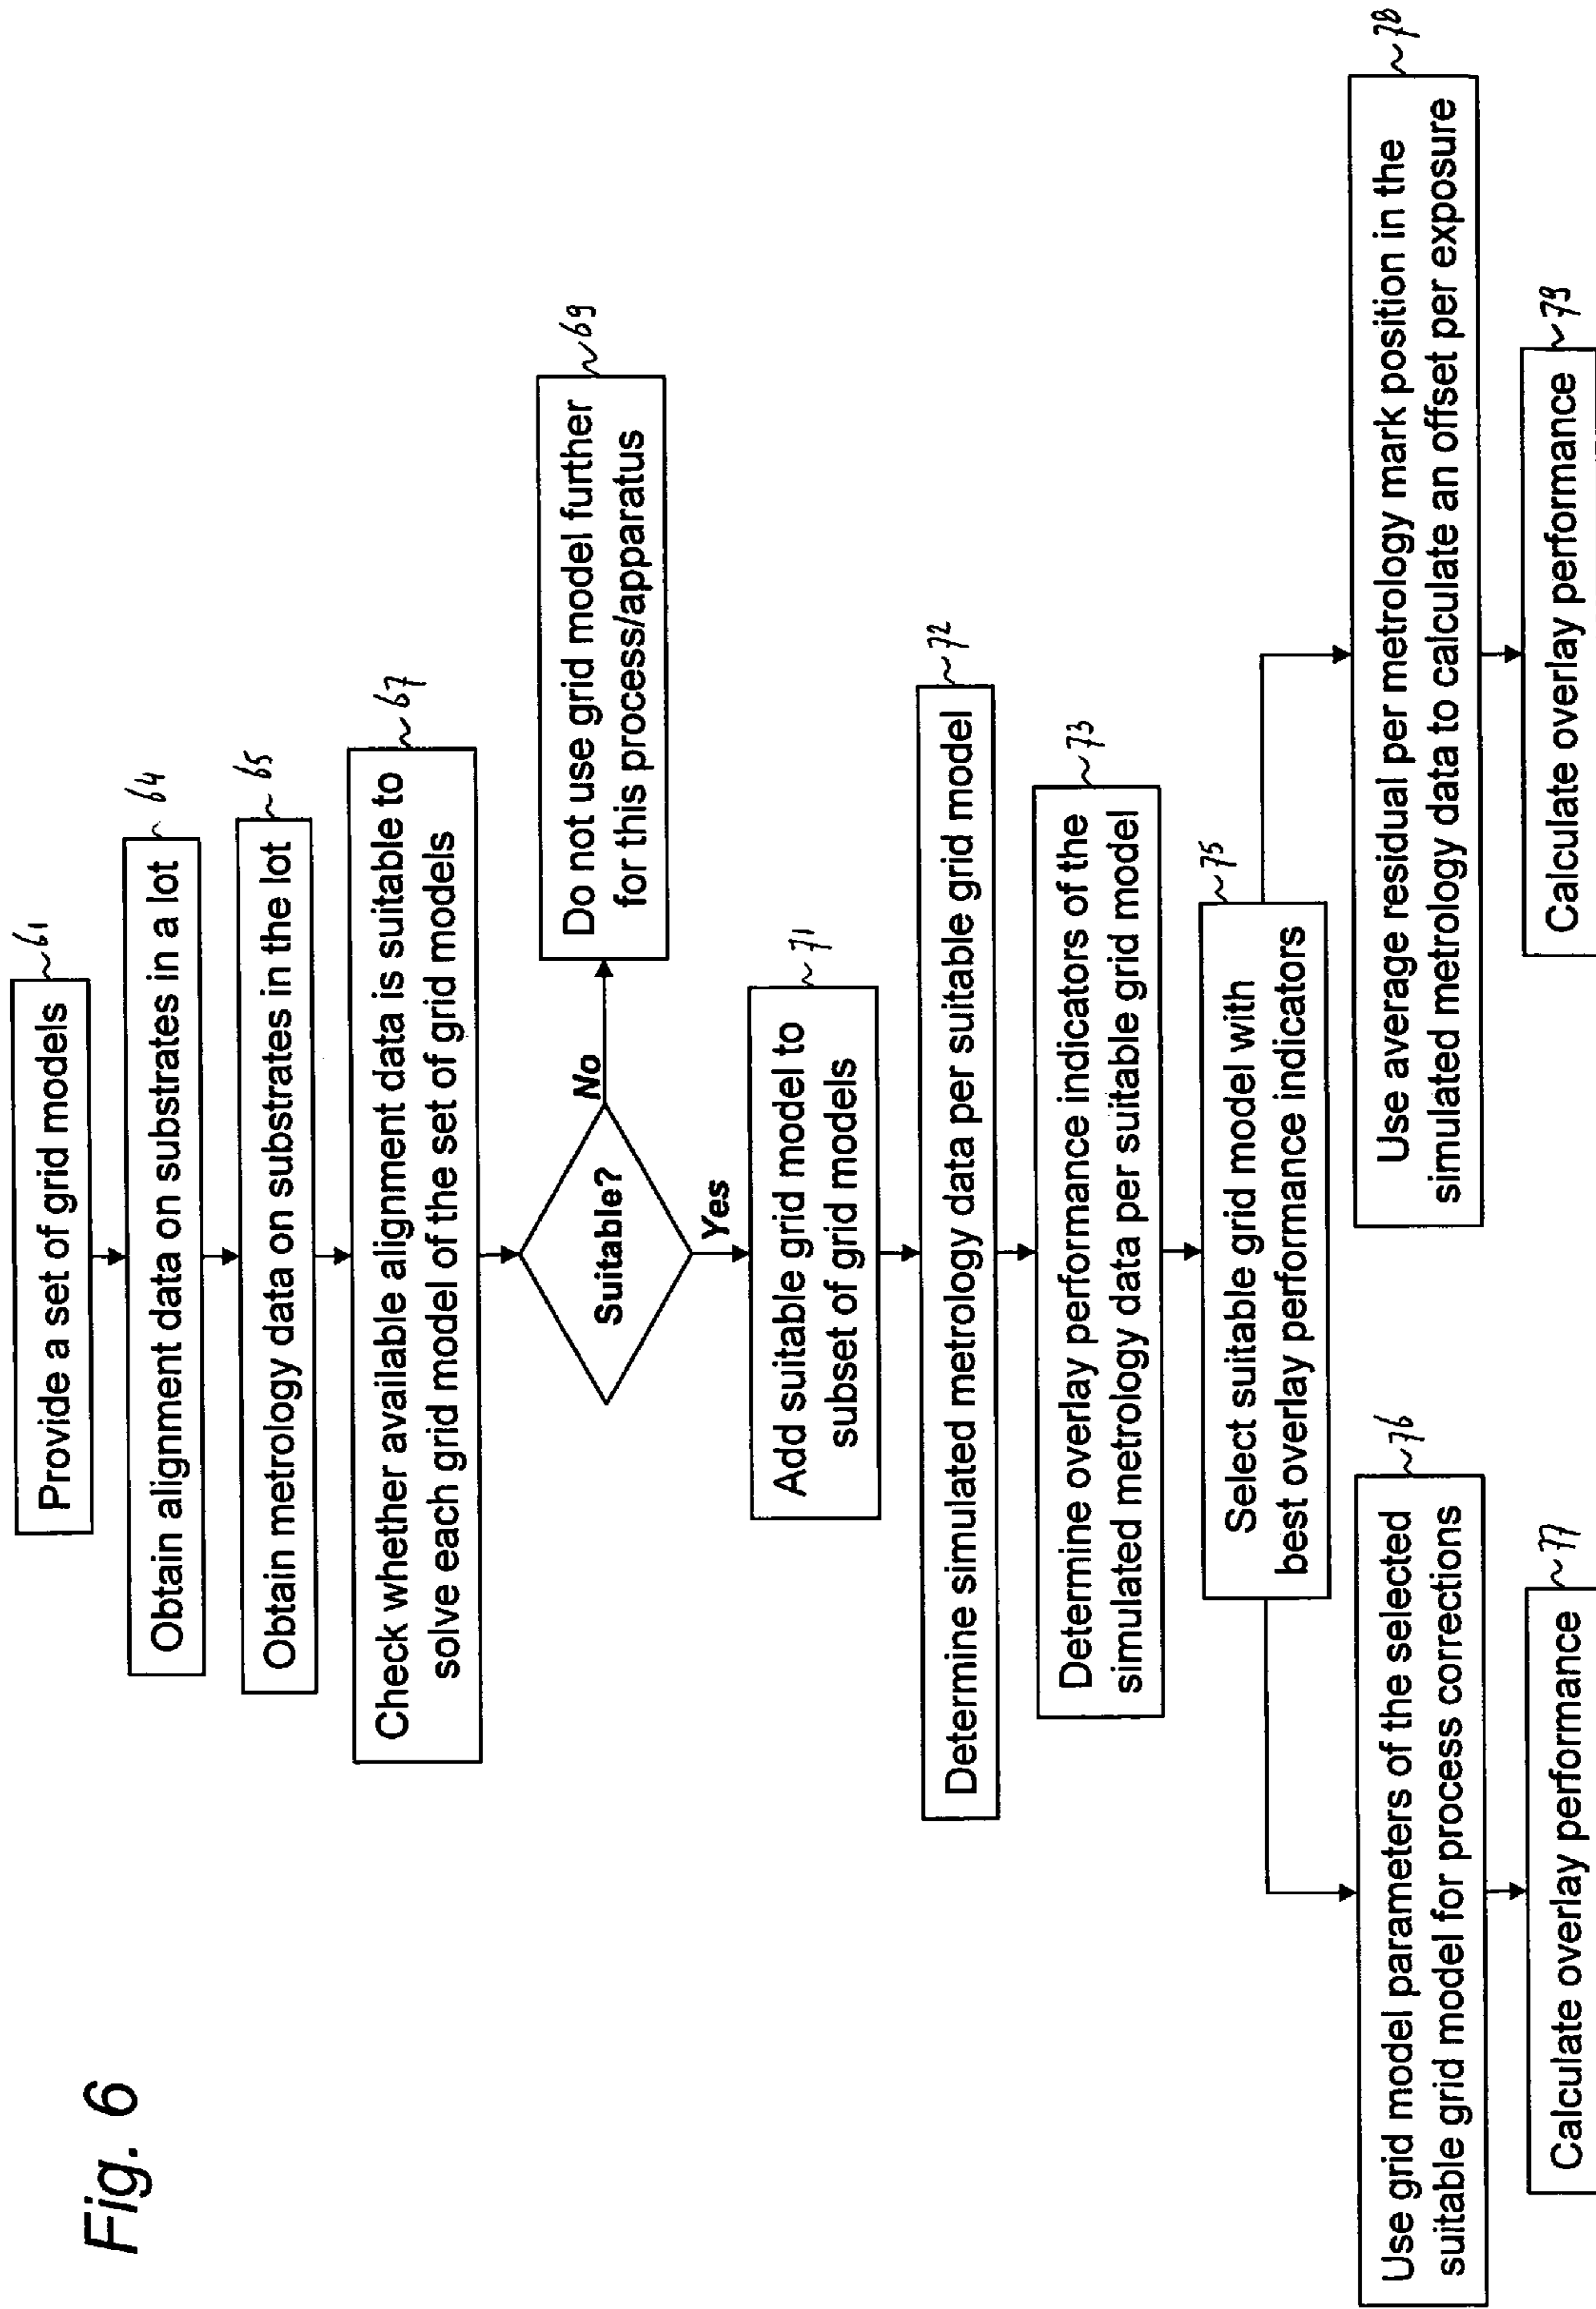 Fig. 6
Provide a set of grid models
61
Obtain alignment data on substrates in a lot
64
Obtain metrology data on substrates in the lot
65
Check whether available alignment data is suitable to
solve each grid model of the set of grid models
67
Suitable?
No
Do not use grid model further
for this process/apparatus
69
Yes
Add suitable grid model to
subset of grid models
71
Determine simulated metrology data per suitable grid model
72
Determine overlay performance indicators of the
simulated metrology data per suitable grid model
73
Select suitable grid model with
best overlay performance indicators
75
Use grid model parameters of the selected
suitable grid model for process corrections
76
Calculate overlay performance
77
Use average residual per metrology mark position in the
simulated metrology data to calculate an offset per exposure
78
Calculate overlay performance
79